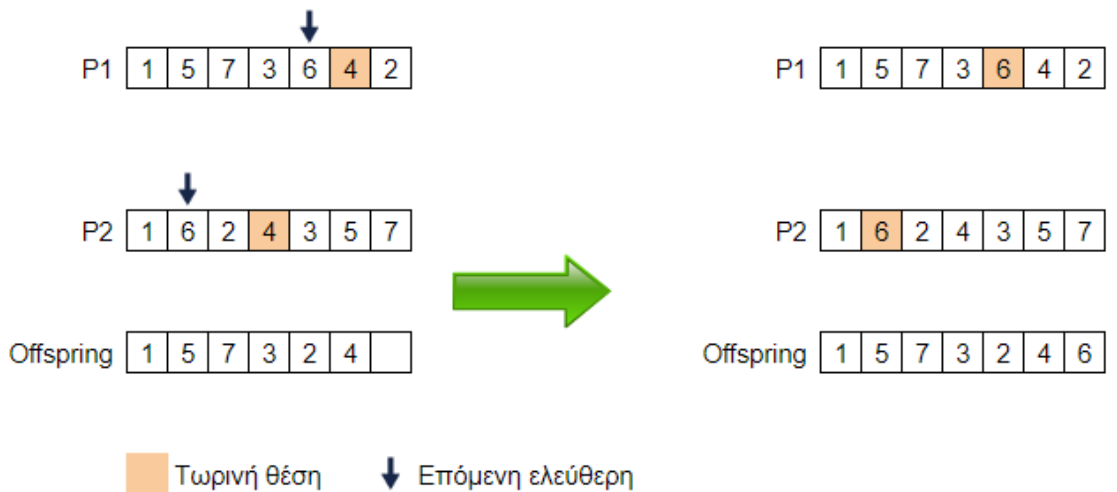 P1 1 5 7 3 6 4 2
P1 1 5 7 3 6 4 2
P2 1 6 2 4 3 5 7
P2 1 6 2 4 3 5 7
Offspring 1 5 7 3 2 4
Offspring 1 5 7 3 2 4 6
Τωρινή θέση
Επόμενη ελεύθερη